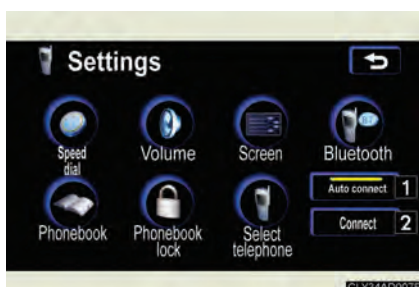 Settings
Speed dial
Volume
Screen
Bluetooth
Auto connect 1
Phonebook
Phonebook lock
Select telephone
Connect 2